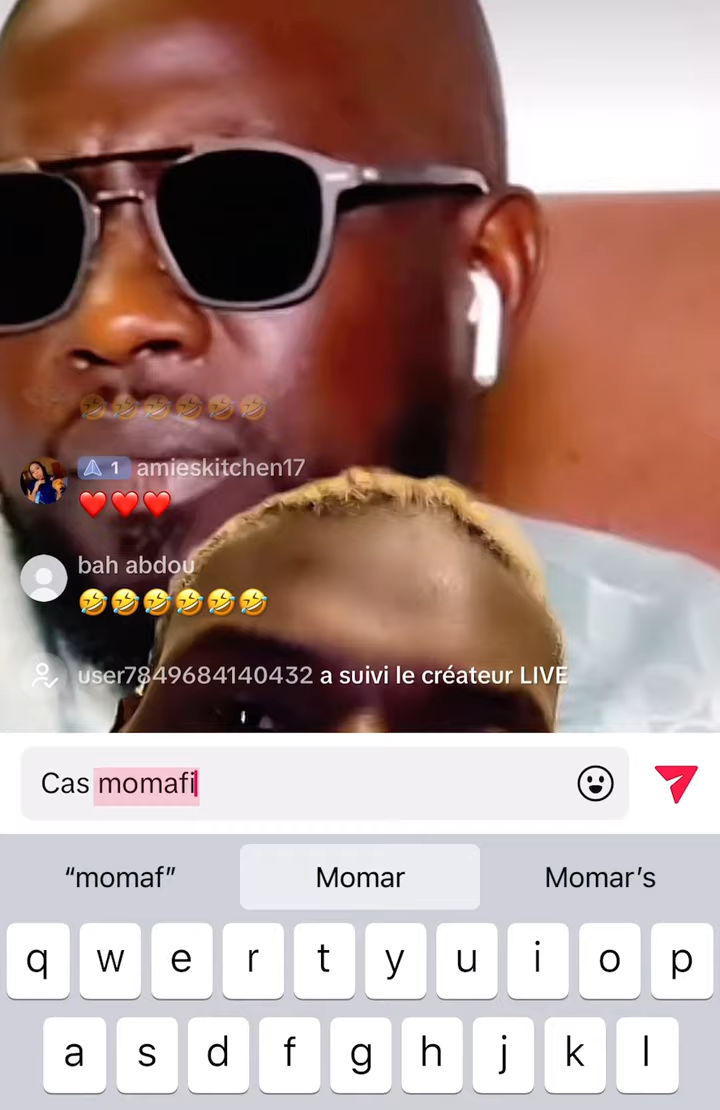 🤣🤣🤣🤣🤣🤣
1 amieskitchen17
❤️❤️❤️
bah abdou
🤣🤣🤣🤣🤣🤣
user7849684140432 a suivi le créateur LIVE
Cas momafi
“momaf” Momar Momar’s
q w e r t y u i o p
a s d f g h j k l